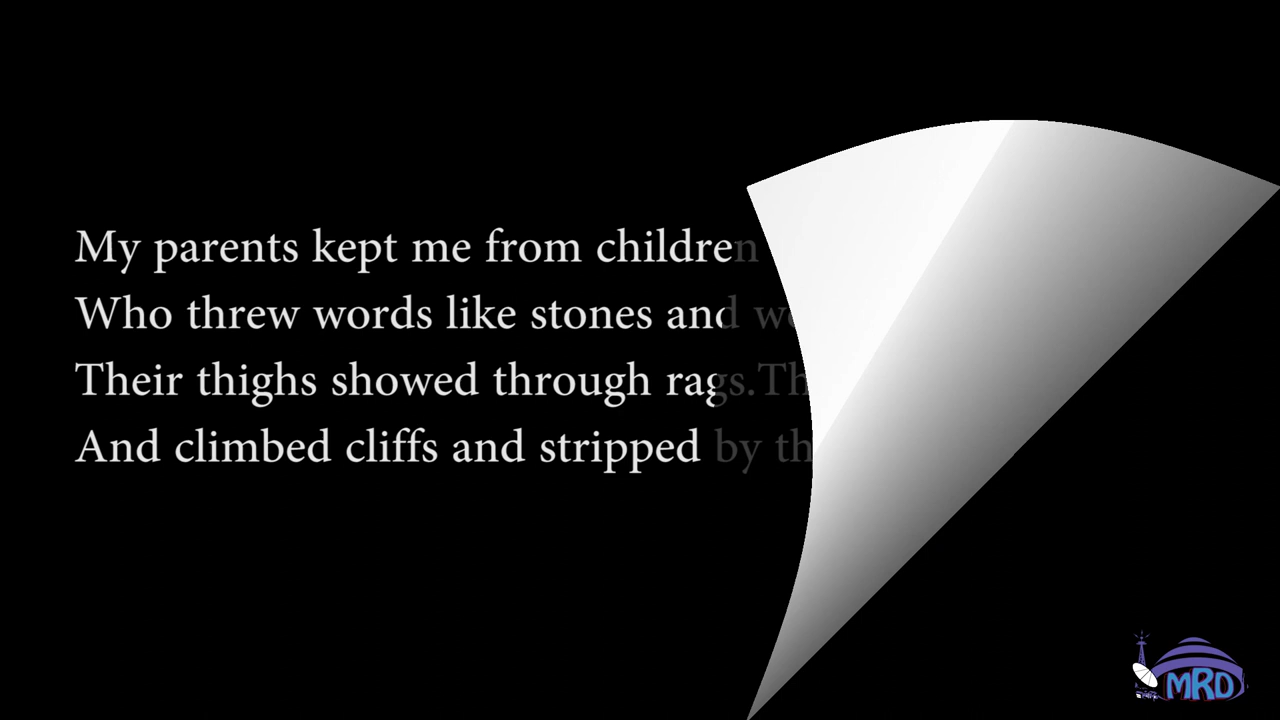 My parents kept me from children
Who threw words like stones and
Their thighs showed through rags.
And climbed cliffs and stripped by
MRD